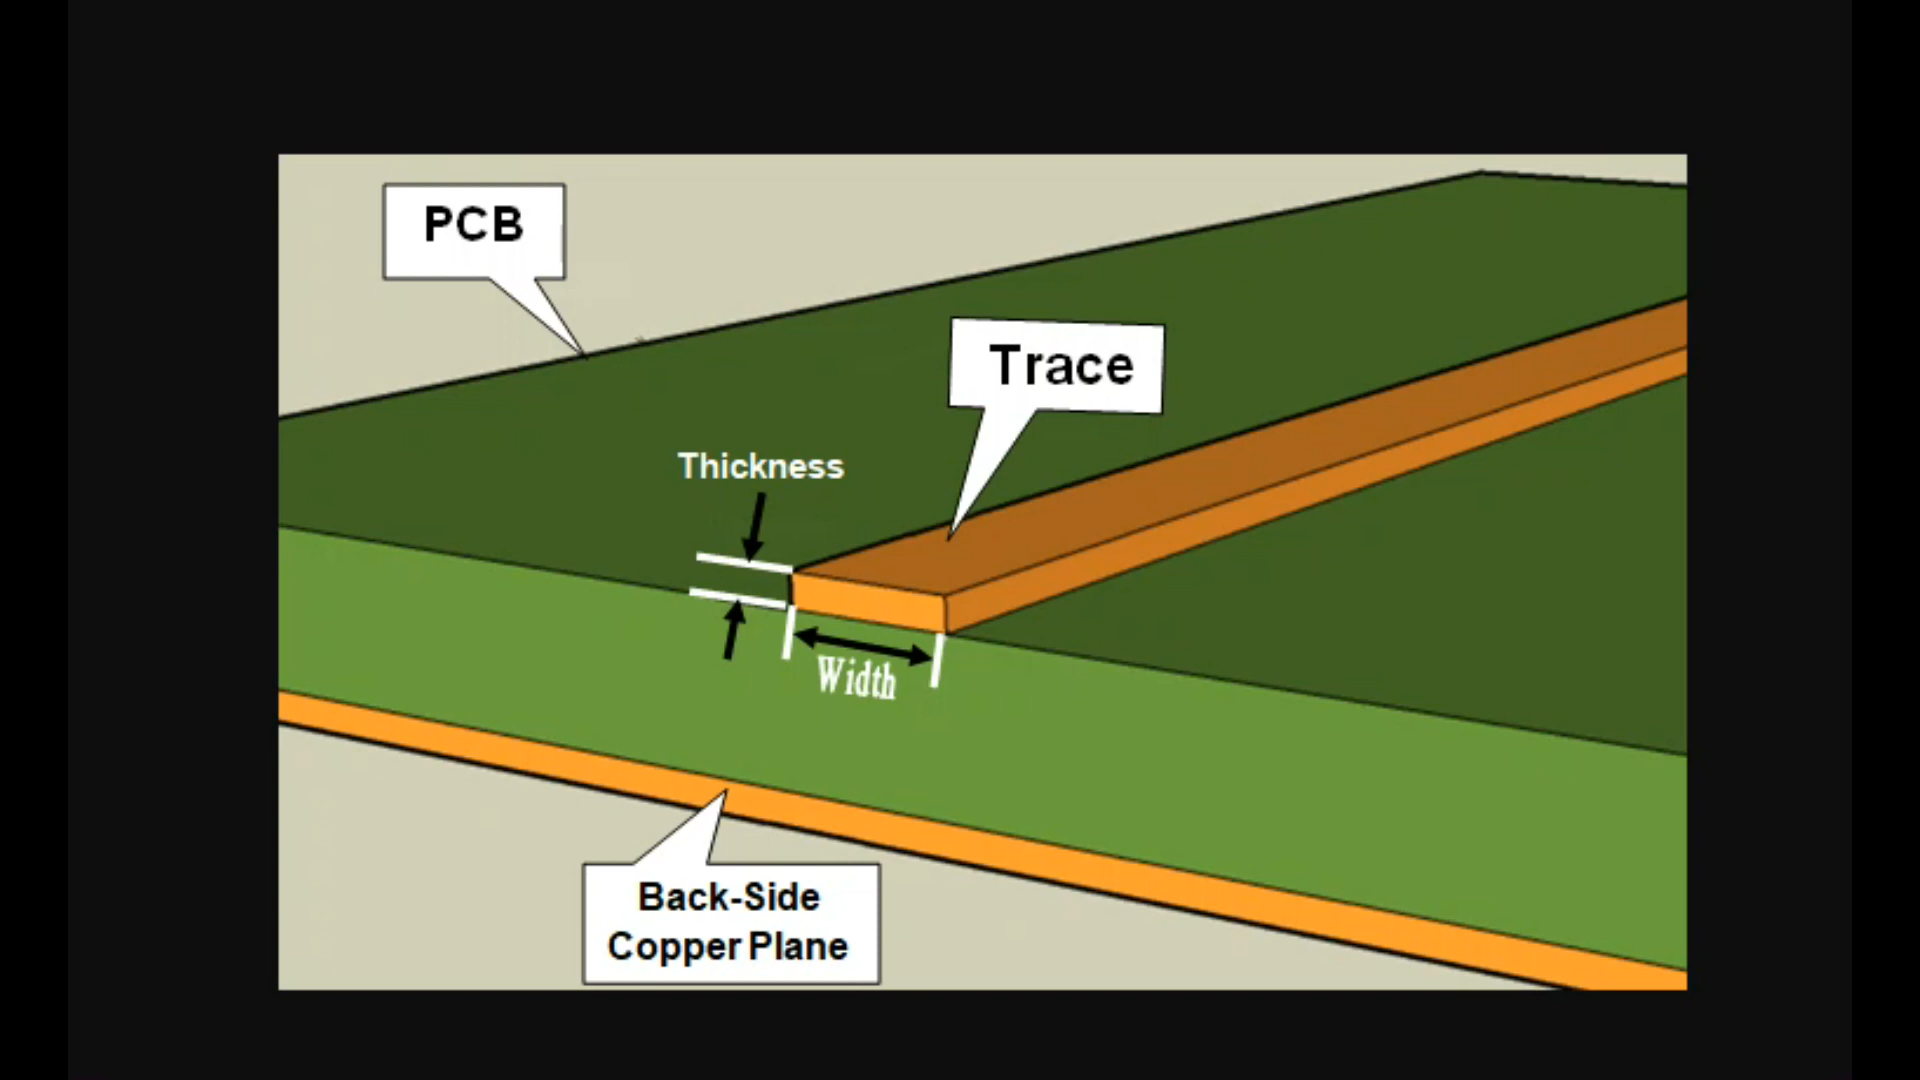 PCB
Trace
Thickness
Width
Back-Side
Copper Plane